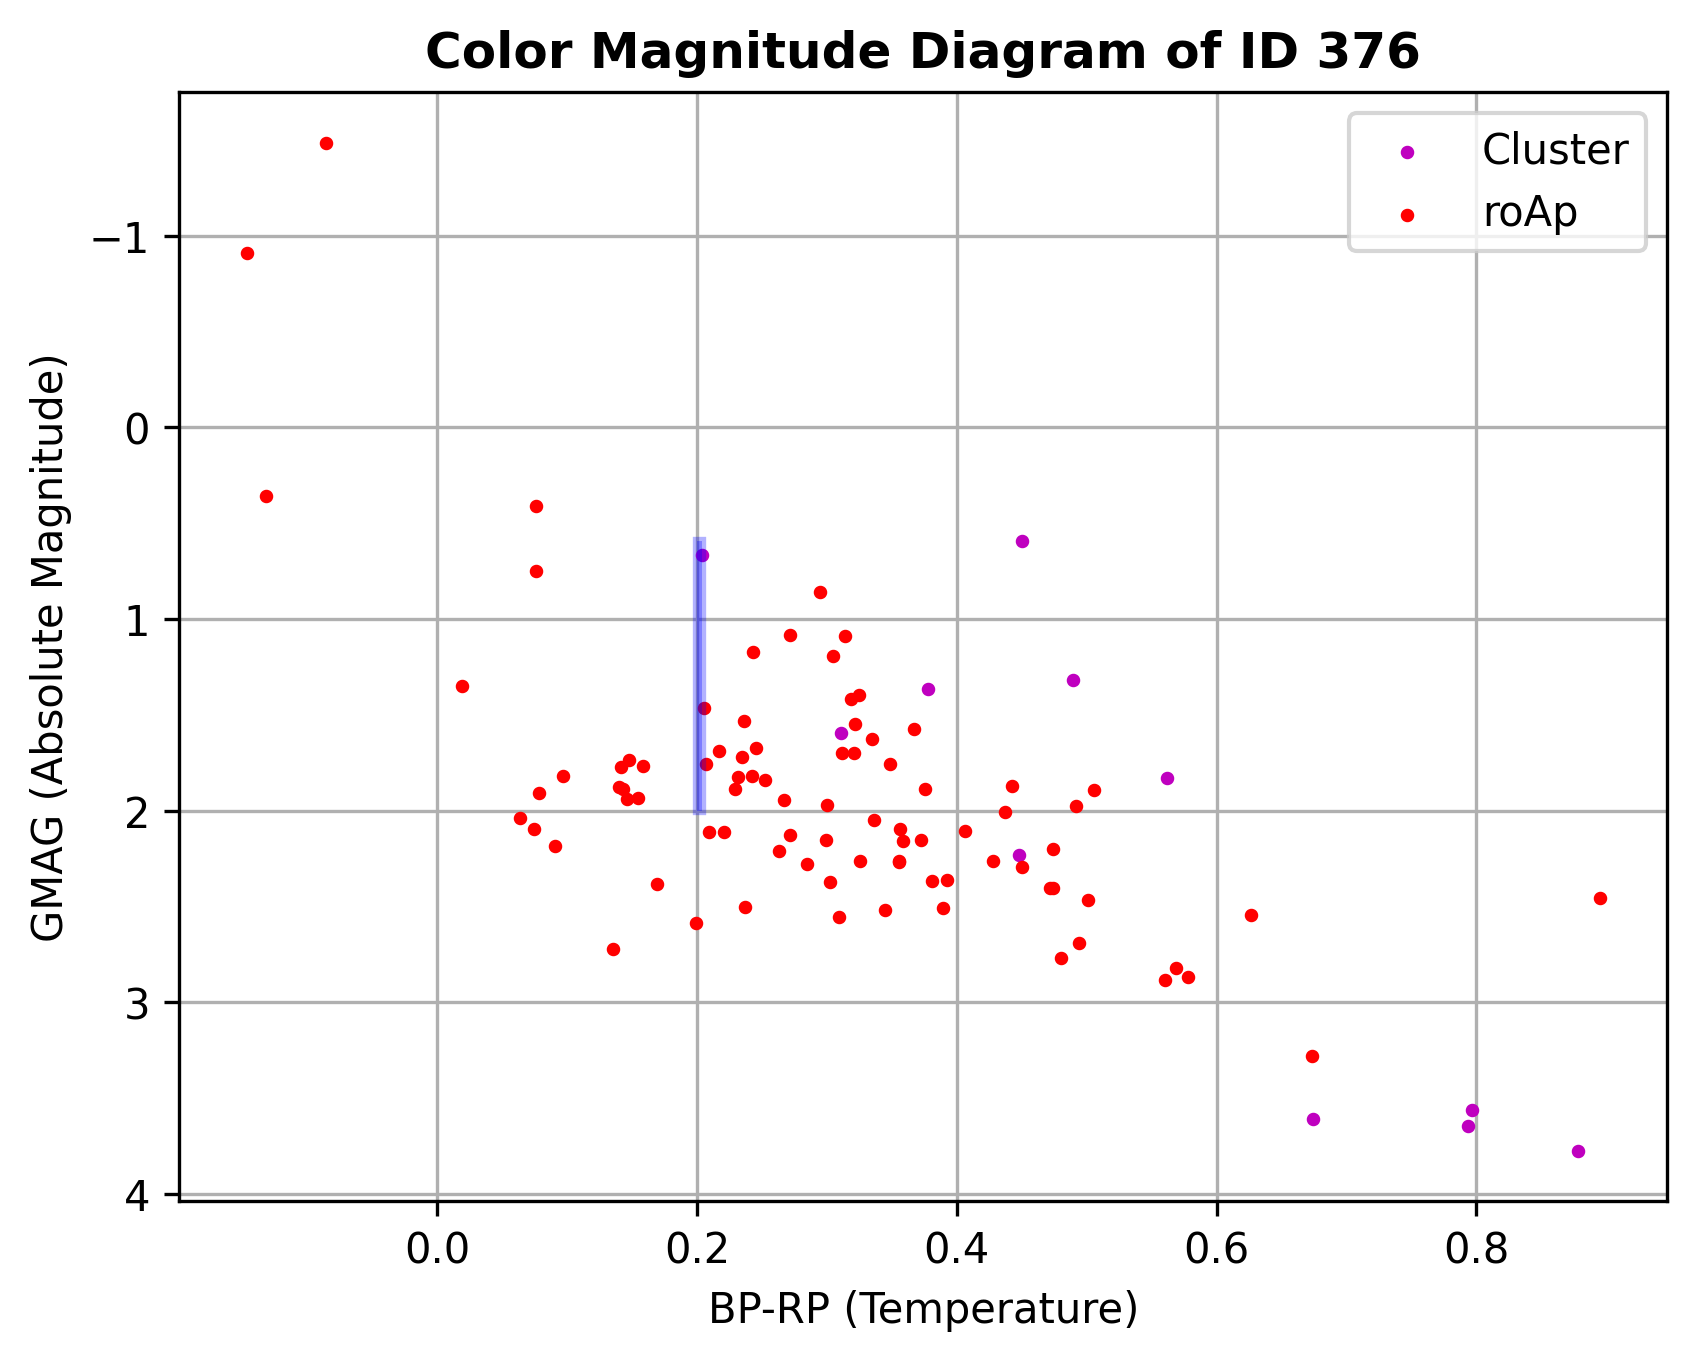 Color Magnitude Diagram of ID 376
Cluster
roAp
GMAG (Absolute Magnitude)
−1
0
1
2
3
4
0.0 0.2 0.4 0.6 0.8
BP-RP (Temperature)